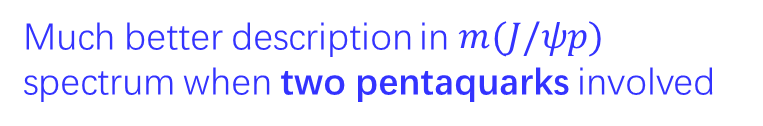 Much better description in m(J/ψp)
spectrum when two pentaquarks involved